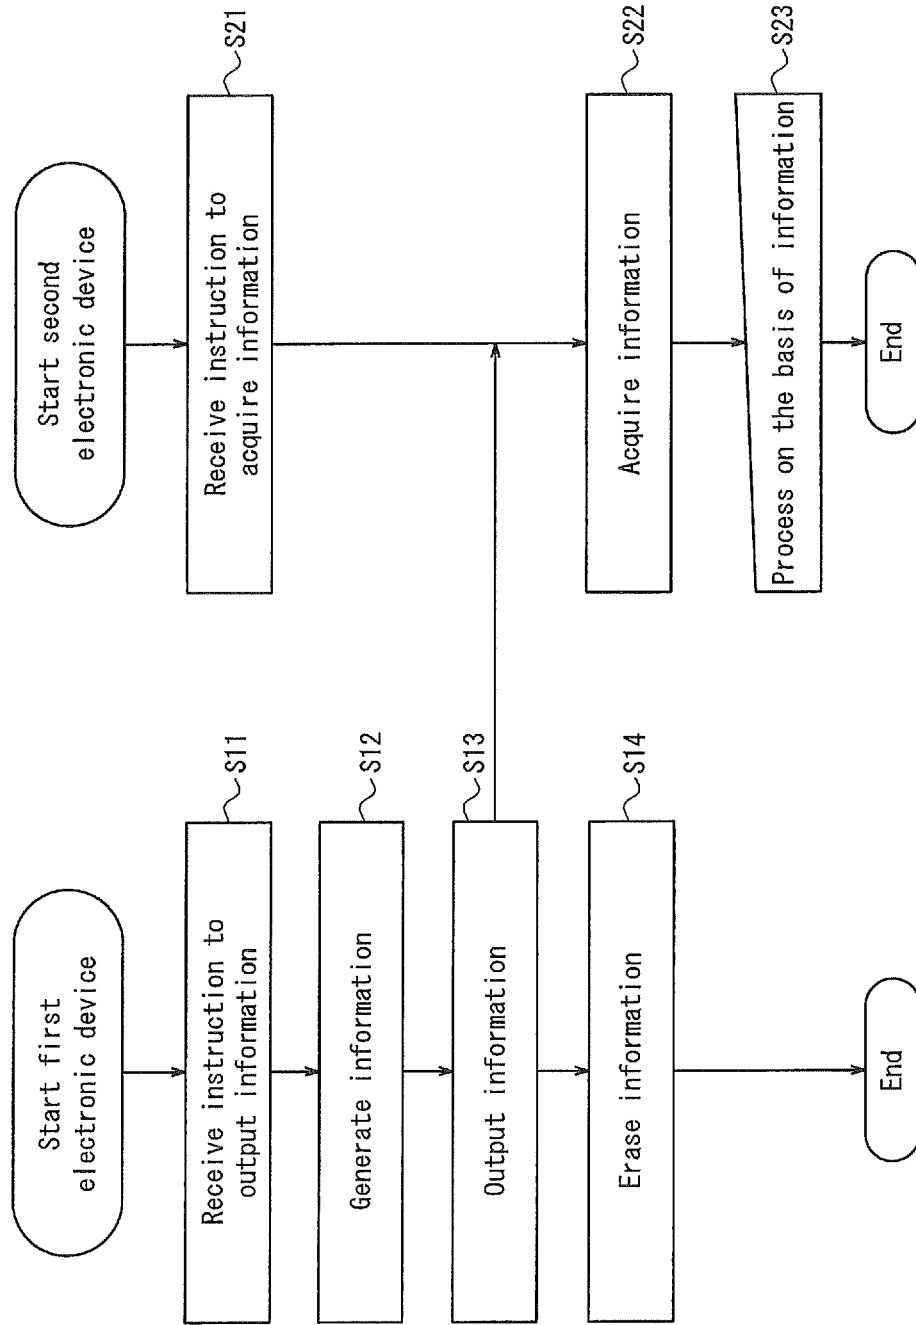 Start first
electronic device
Receive instruction to
output information
S11
Generate information
S12
Output information
S13
Erase information
S14
End
Start second
electronic device
Receive instruction to
acquire information
S21
Acquire information
S22
Process on the basis of information
S23
End